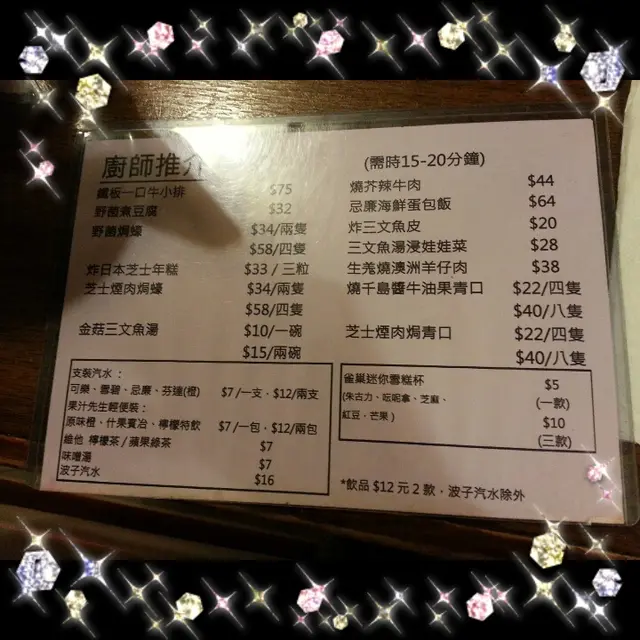 廚師推介
(需時15-20分鐘)
鐵板一口牛小排 $75
野菌煮豆腐 $32
野菌焗蠔 $34/兩隻
$58/四隻
炸日本芝士年糕 $33 / 三粒
芝士煙肉焗蠔 $34/兩隻
$58/四隻
金菇三文魚湯 $10/一碗
$15/兩碗
燒芥辣牛肉 $44
忌廉海鮮蛋包飯 $64
炸三文魚皮 $20
三文魚湯浸娃娃菜 $28
生羌燒澳洲羊仔肉 $38
燒千島醬牛油果青口 $22/四隻
$40/八隻
芝士煙肉焗青口 $22/四隻
$40/八隻
支裝汽水：
可樂、雪碧、忌廉、芬達(橙) $7/一支、$12/兩支
果汁先生輕便裝：
原味橙，什果賓冶、檸檬特飲 $7/一包、$12/兩包
維他 檸檬茶/蘋果綠茶 $7
味噌湯 $7
波子汽水 $16
雀巢迷你雪糕杯 $5
(朱古力、呍呢拿、芝麻、 (一款)
紅豆，芒果) $10
(三款)
*飲品 $12 元 2 款，波子汽水除外